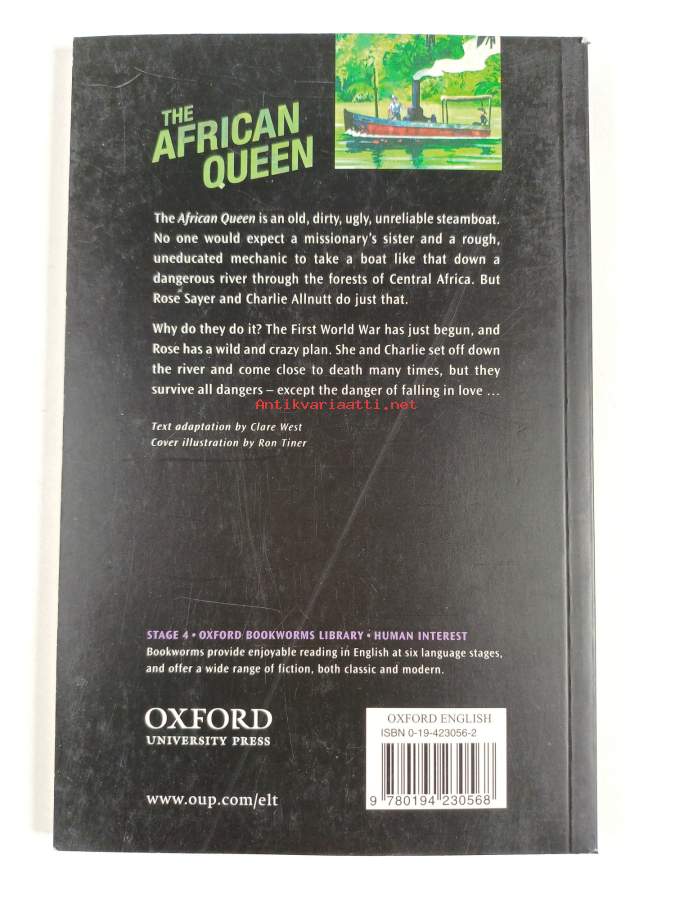 THE
AFRICAN
QUEEN
The African Queen is an old, dirty, ugly, unreliable steamboat.
No one would expect a missionary's sister and a rough,
uneducated mechanic to take a boat like that down a
dangerous river through the forests of Central Africa. But
Rose Sayer and Charlie Allnutt do just that.
Why do they do it? The First World War has just begun, and
Rose has a wild and crazy plan. She and Charlie set off down
the river and come close to death many times, but they
survive all dangers – except the danger of falling in love ...
Antikvariaatti.net
Text adaptation by Clare West
Cover illustration by Ron Tiner
STAGE 4 • OXFORD BOOKWORMS LIBRARY • HUMAN INTEREST
Bookworms provide enjoyable reading in English at six language stages,
and offer a wide range of fiction, both classic and modern.
OXFORD
UNIVERSITY PRESS
www.oup.com/elt
OXFORD ENGLISH
ISBN 0-19-423056-2
9 780194 230568